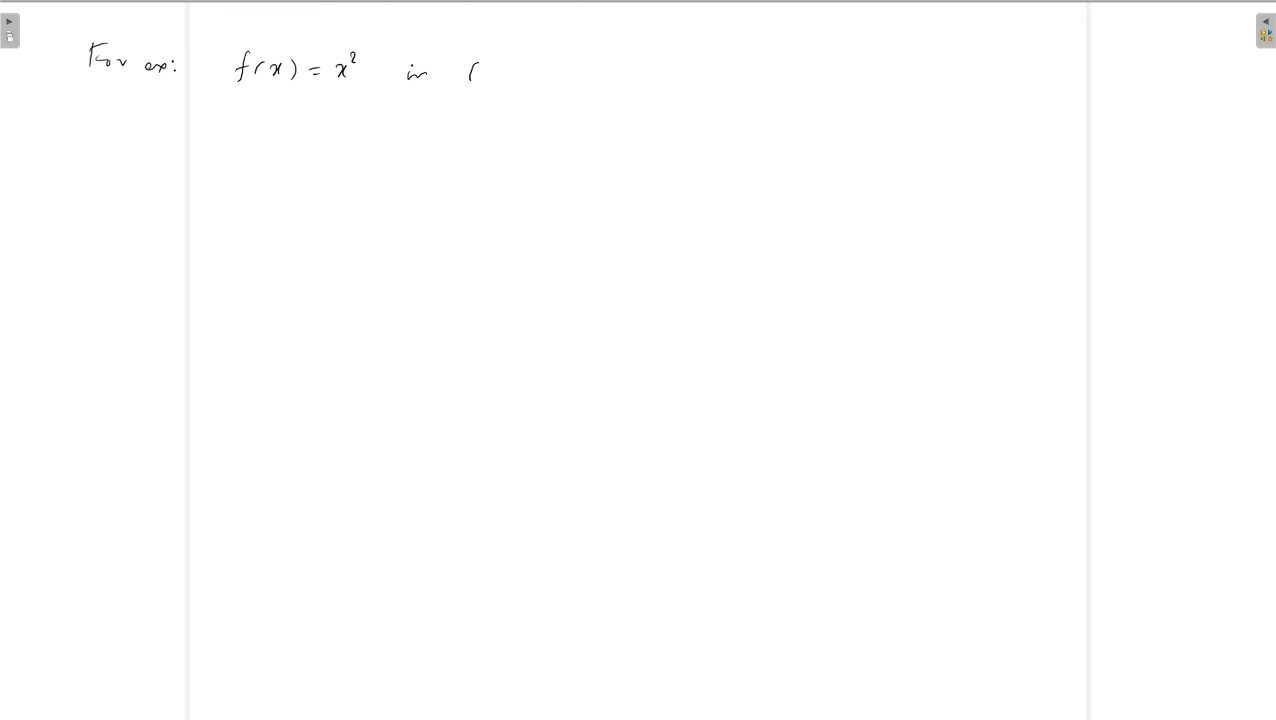 For ex: f(x) = x² in (